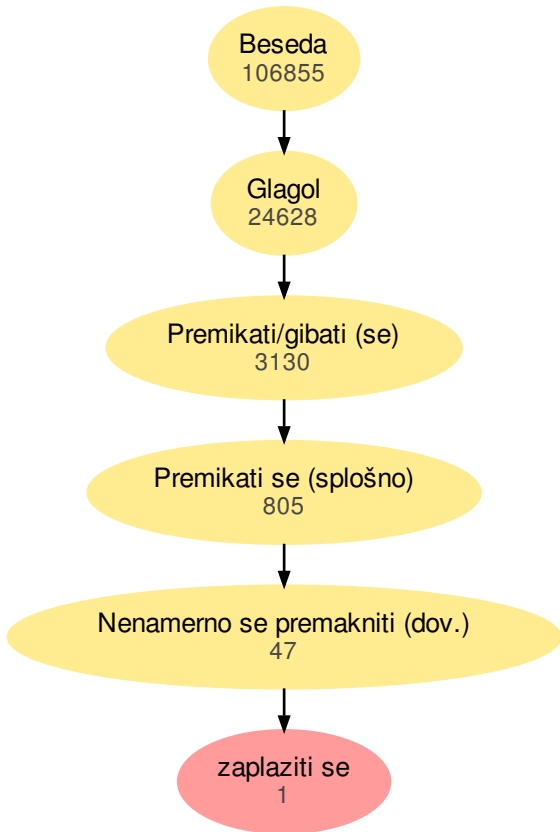 Beseda
106855
Glagol
24628
Premikati/gibati (se)
3130
Premikati se (splošno)
805
Nenamerno se premakniti (dov.)
47
zaplaziti se
1